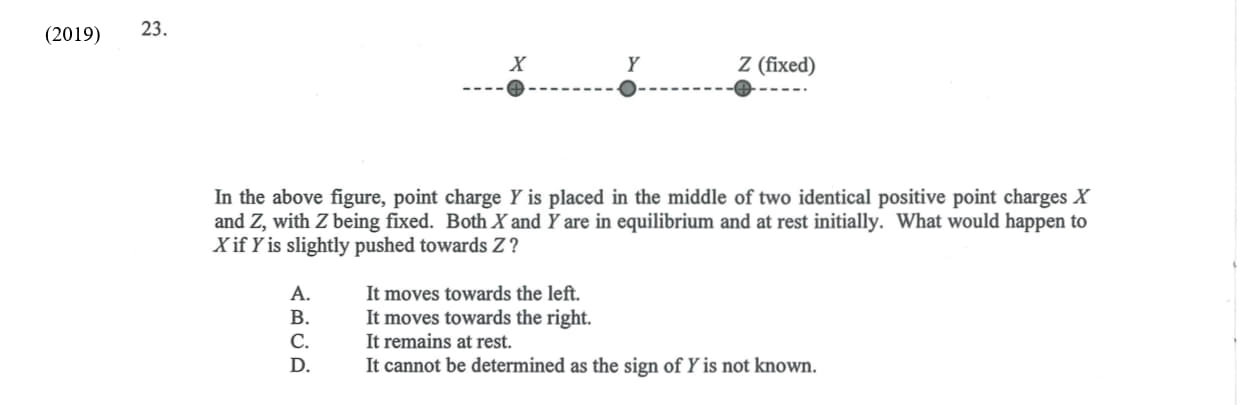 (2019) 23.
X Y Z (fixed)
In the above figure, point charge Y is placed in the middle of two identical positive point charges X
and Z, with Z being fixed. Both X and Y are in equilibrium and at rest initially. What would happen to
X if Y is slightly pushed towards Z ?
A. It moves towards the left.
B. It moves towards the right.
C. It remains at rest.
D. It cannot be determined as the sign of Y is not known.